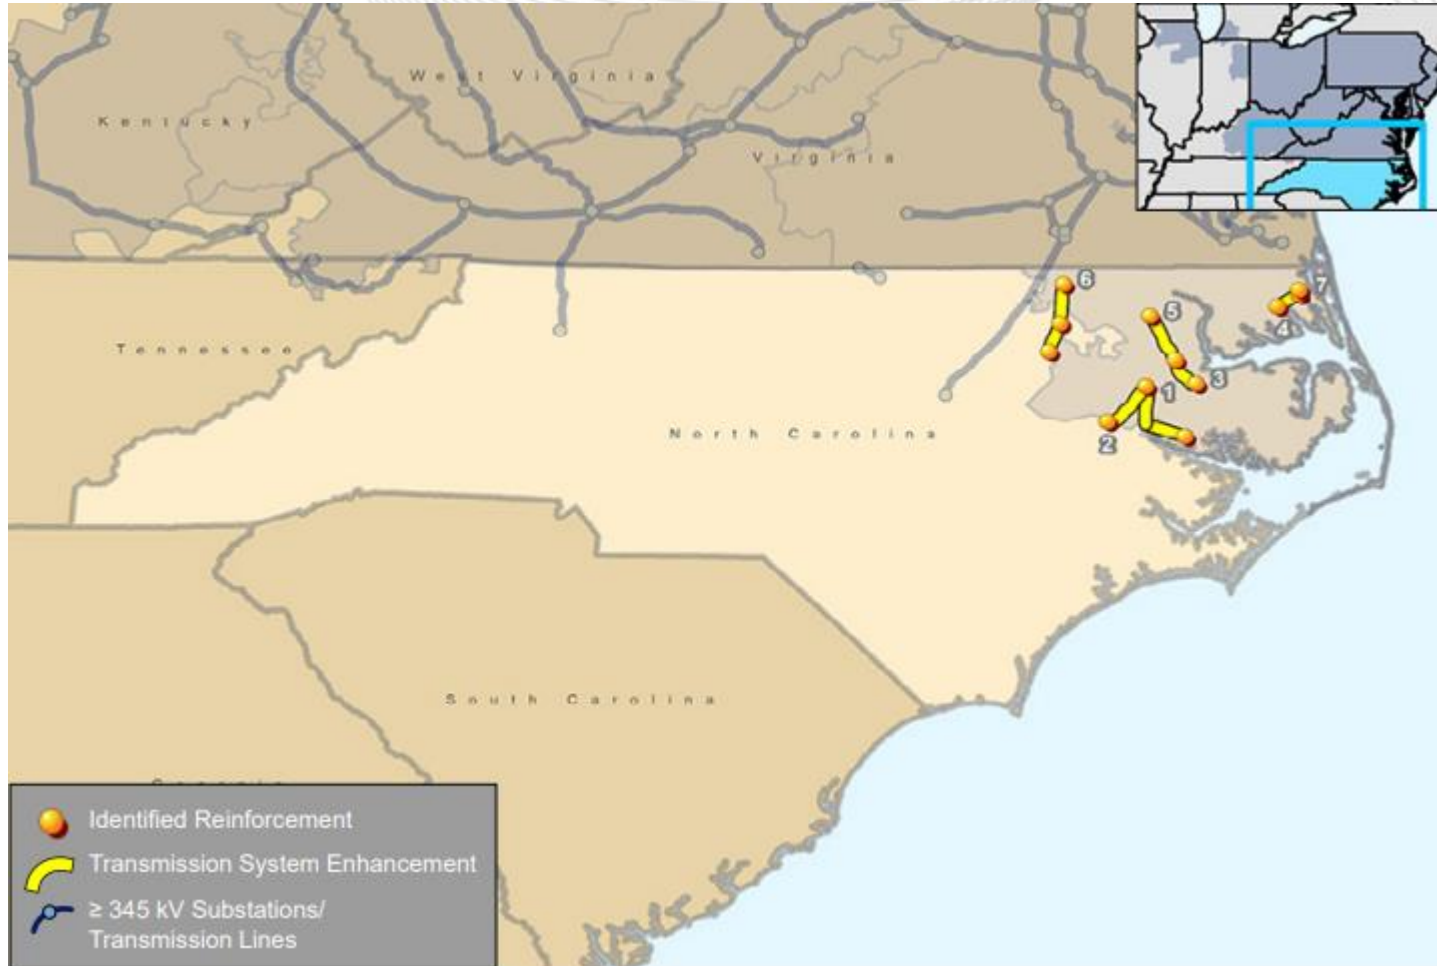 West Virginia
Kentucky
Virginia
6
7
5
4
Tennessee
3
1
North Carolina
2
South Carolina
Identified Reinforcement
Transmission System Enhancement
≥ 345 kV Substations/
Transmission Lines